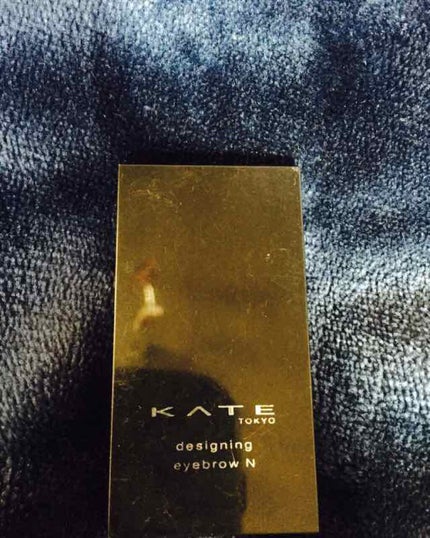 KATE
TOKYO
designing
eyebrow N